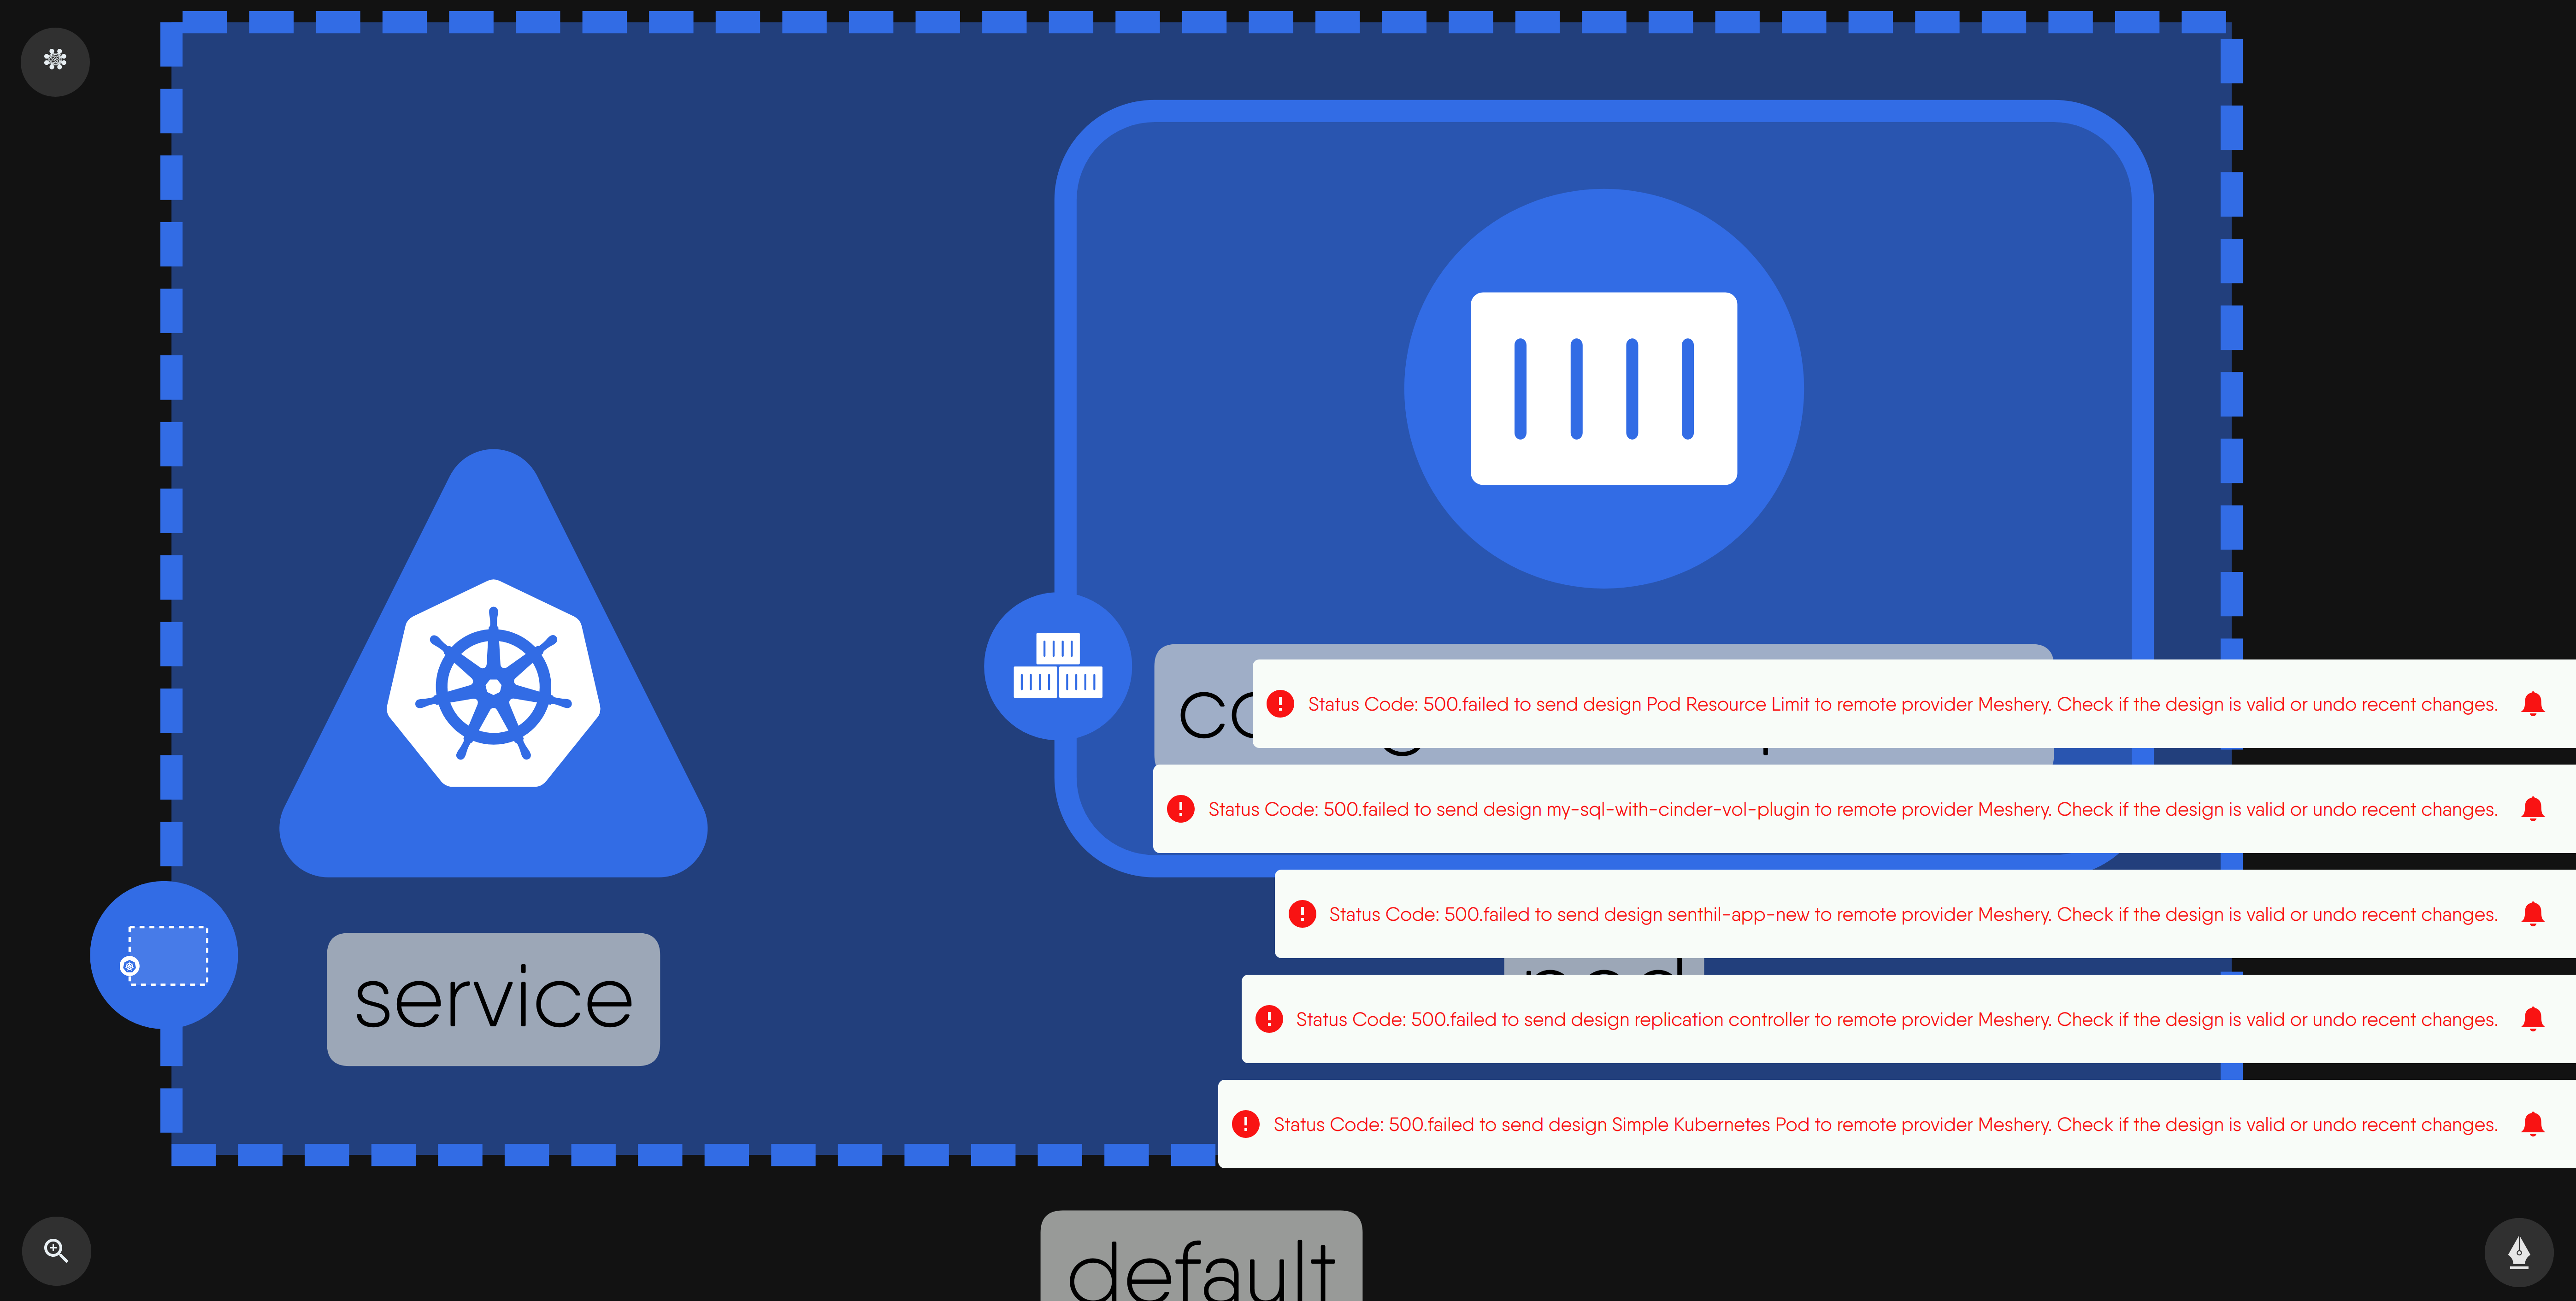 Status Code: 500.failed to send design Pod Resource Limit to remote provider Meshery. Check if the design is valid or undo recent changes.
Status Code: 500.failed to send design my-sql-with-cinder-vol-plugin to remote provider Meshery. Check if the design is valid or undo recent changes.
Status Code: 500.failed to send design senthil-app-new to remote provider Meshery. Check if the design is valid or undo recent changes.
service
Status Code: 500.failed to send design replication controller to remote provider Meshery. Check if the design is valid or undo recent changes.
Status Code: 500.failed to send design Simple Kubernetes Pod to remote provider Meshery. Check if the design is valid or undo recent changes.
default